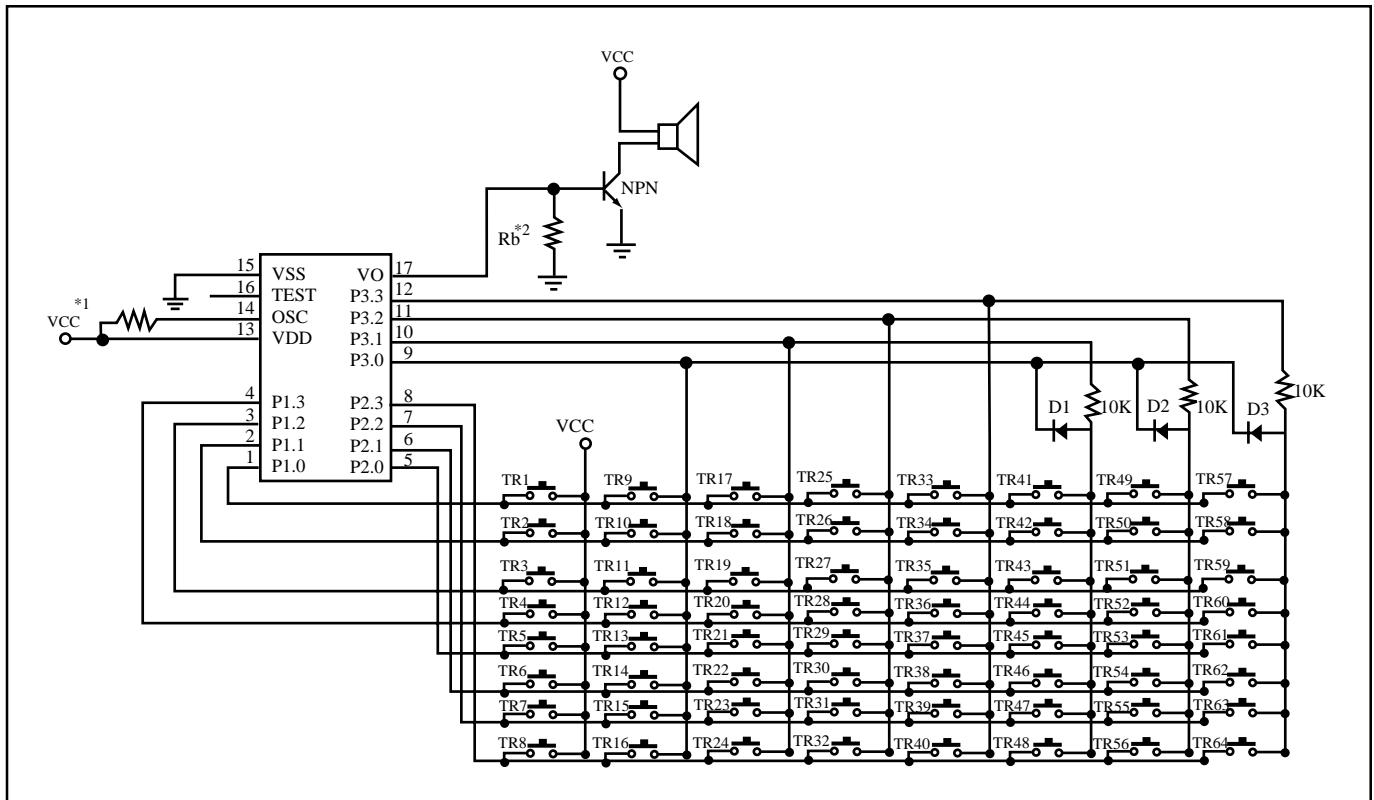 VCC
NPN
Rb*2
15 VSS VO 17
16 TEST P3.3 12
*1 14 OSC P3.2 11
VCC 13 VDD P3.1 10
P3.0 9
4 P1.3 P2.3 8
3 P1.2 P2.2 7
2 P1.1 P2.1 6
1 P1.0 P2.0 5
D1 10K D2 10K D3 10K
VCC
TR1 TR9 TR17 TR25 TR33 TR41 TR49 TR57
TR2 TR10 TR18 TR26 TR34 TR42 TR50 TR58
TR3 TR11 TR19 TR27 TR35 TR43 TR51 TR59
TR4 TR12 TR20 TR28 TR36 TR44 TR52 TR60
TR5 TR13 TR21 TR29 TR37 TR45 TR53 TR61
TR6 TR14 TR22 TR30 TR38 TR46 TR54 TR62
TR7 TR15 TR23 TR31 TR39 TR47 TR55 TR63
TR8 TR16 TR24 TR32 TR40 TR48 TR56 TR64